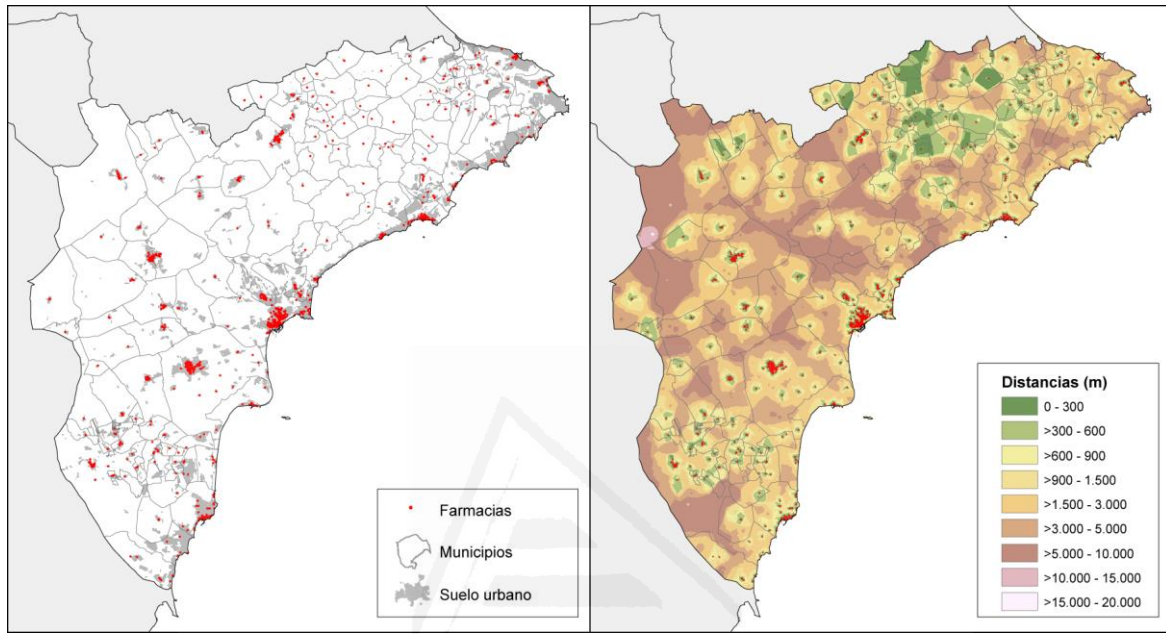 Farmacias
Municipios
Suelo urbano
Distancias (m)
0 - 300
>300 - 600
>600 - 900
>900 - 1.500
>1.500 - 3.000
>3.000 - 5.000
>5.000 - 10.000
>10.000 - 15.000
>15.000 - 20.000